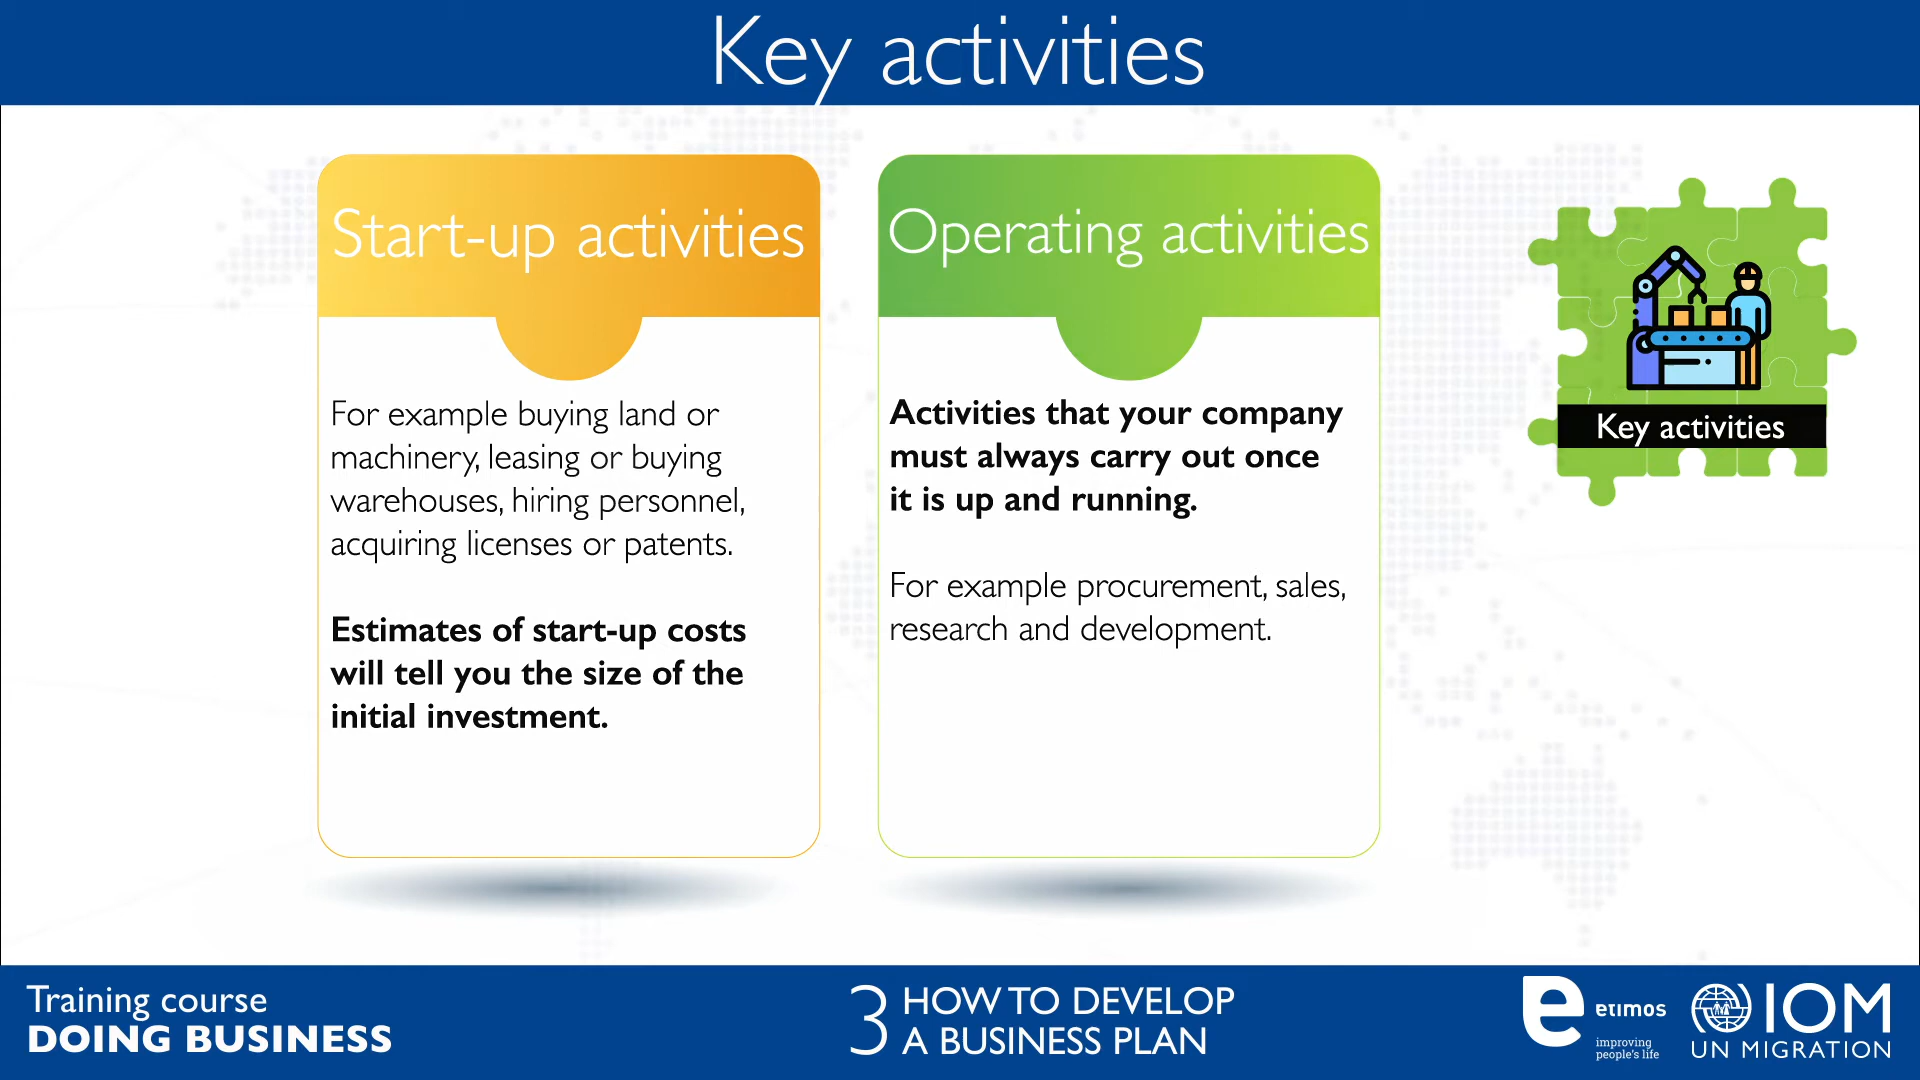 Key activities
Start-up activities
For example buying land or
machinery, leasing or buying
warehouses, hiring personnel,
acquiring licenses or patents.
Estimates of start-up costs
will tell you the size of the
initial investment.
Operating activities
Activities that your company
must always carry out once
it is up and running.
For example procurement, sales,
research and development.
Key activities
Training course
DOING BUSINESS
3 HOW TO DEVELOP
A BUSINESS PLAN
e etimos
improving
people's life
IOM
UN MIGRATION